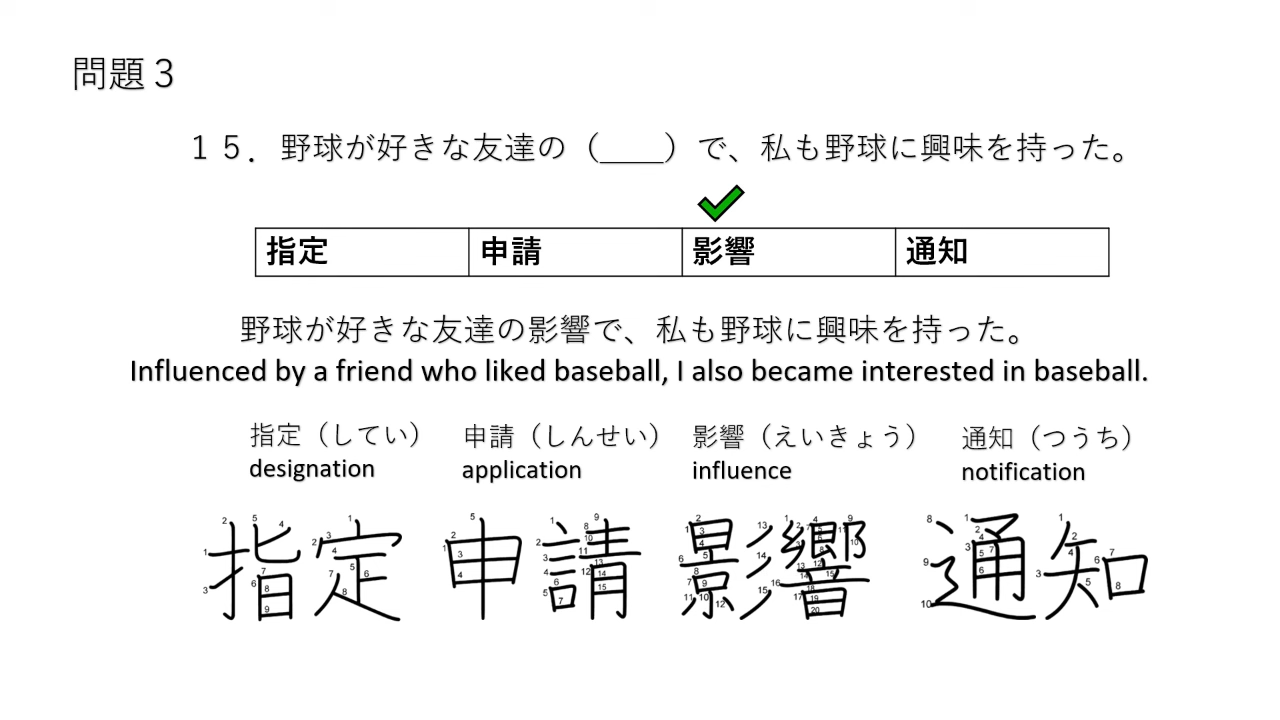 問題３
１５．野球が好きな友達の（＿＿）で、私も野球に興味を持った。
指定 申請 影響 通知
野球が好きな友達の影響で、私も野球に興味を持った。
Influenced by a friend who liked baseball, I also became interested in baseball.
指定（してい） 申請（しんせい） 影響（えいきょう） 通知（つうち）
designation application influence notification
指定 申請 影響 通知